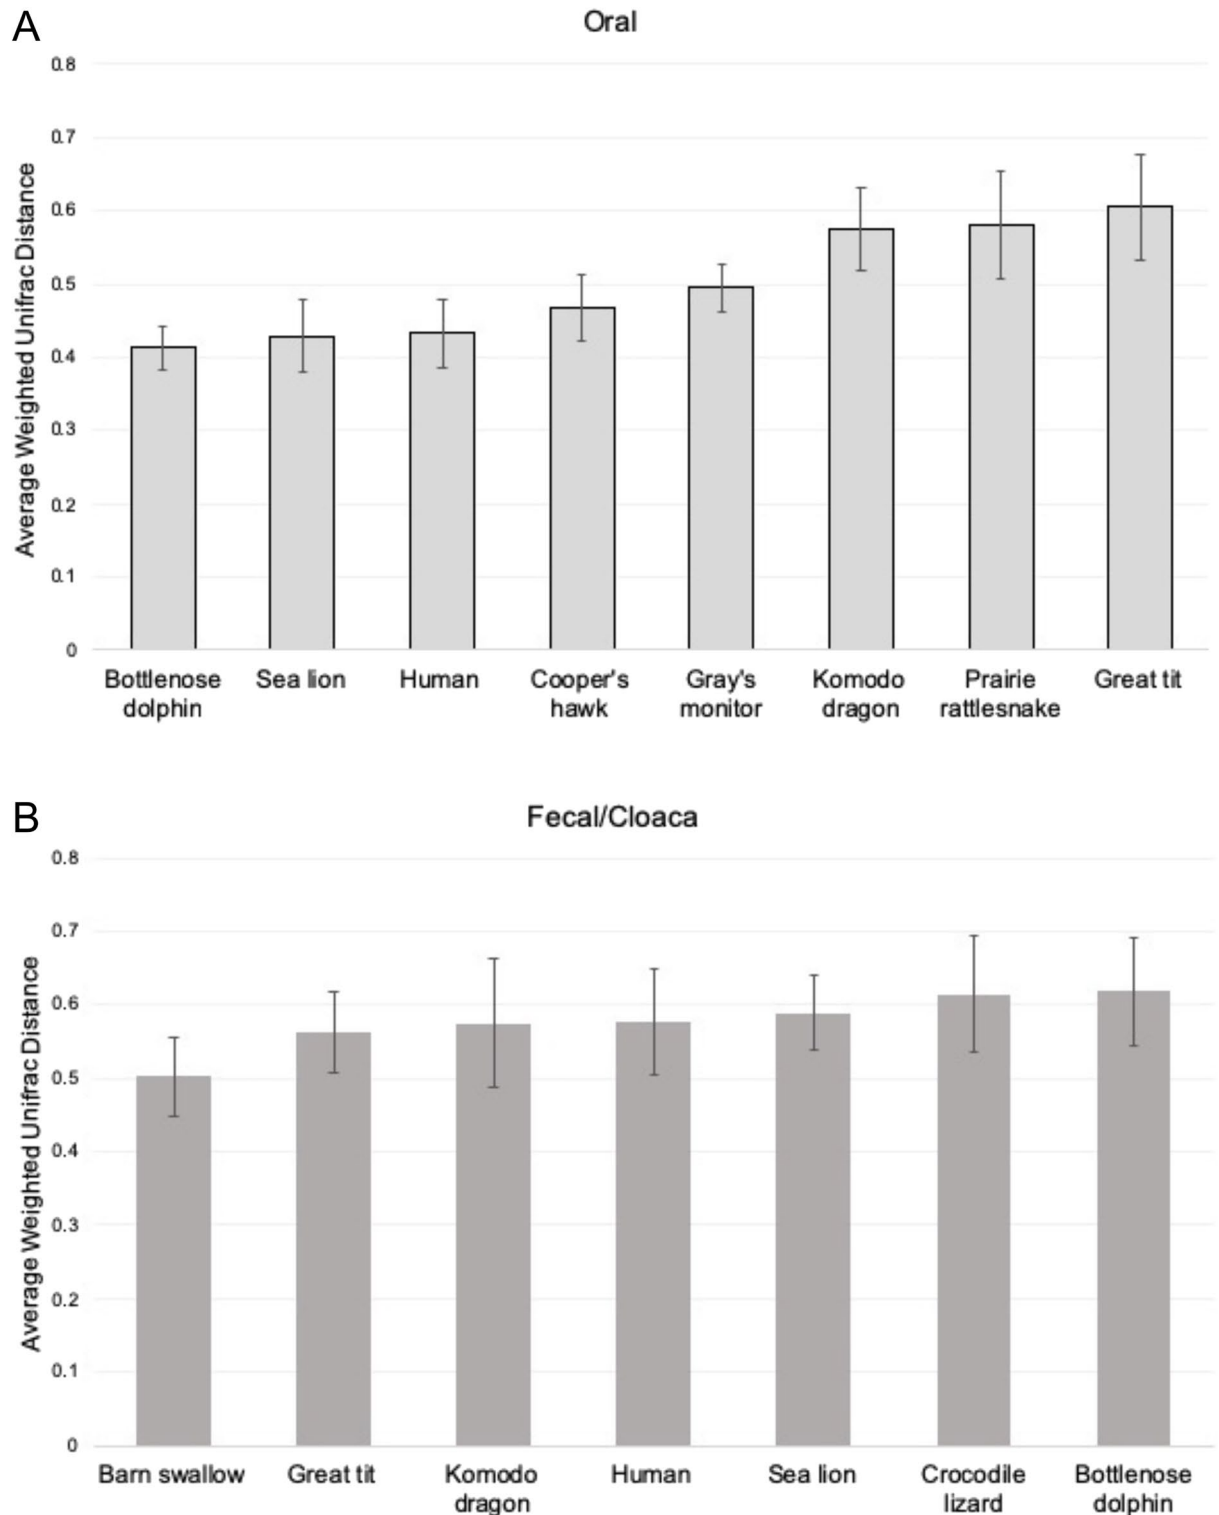 A
Oral
Average Weighted Unifrac Distance
0.8
0.7
0.6
0.5
0.4
0.3
0.2
0.1
0
Bottlenose
dolphin
Sea lion
Human
Cooper's
hawk
Gray's
monitor
Komodo
dragon
Prairie
rattlesnake
Great tit
B
Fecal/Cloaca
Average Weighted Unifrac Distance
0.8
0.7
0.6
0.5
0.4
0.3
0.2
0.1
0
Barn swallow
Great tit
Komodo
dragon
Human
Sea lion
Crocodile
lizard
Bottlenose
dolphin